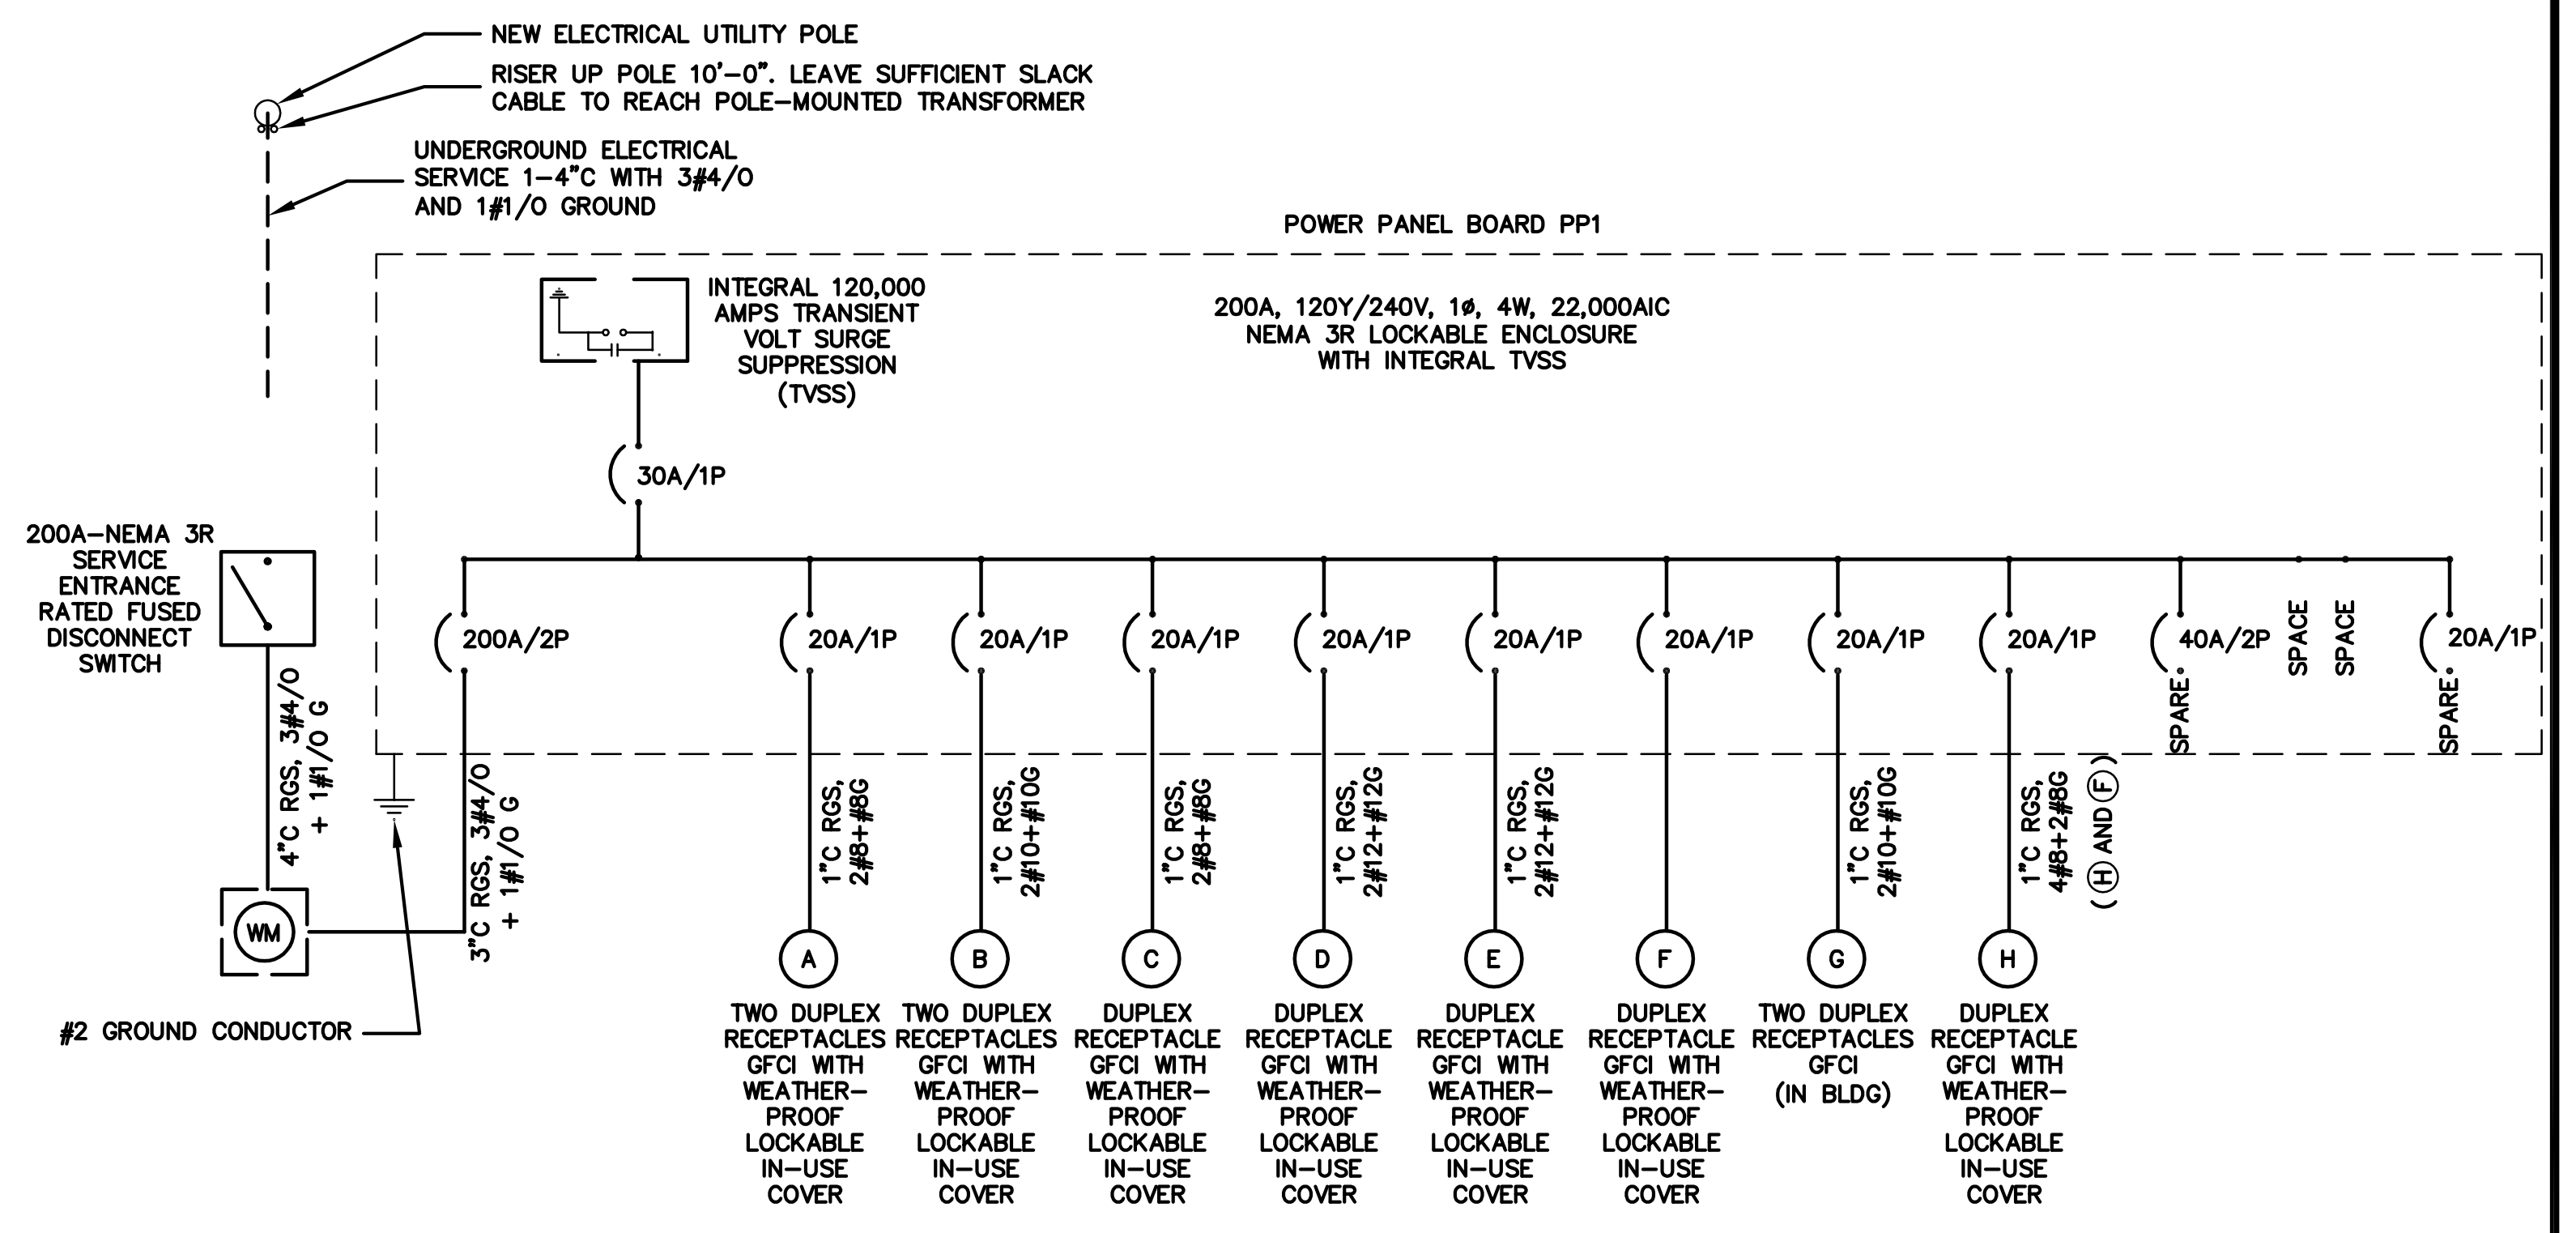 NEW ELECTRICAL UTILITY POLE
RISER UP POLE 10'-0". LEAVE SUFFICIENT SLACK
CABLE TO REACH POLE-MOUNTED TRANSFORMER
UNDERGROUND ELECTRICAL
SERVICE 1-4"C WITH 3#4/0
AND 1#1/0 GROUND
POWER PANEL BOARD PP1
INTEGRAL 120,000
AMPS TRANSIENT
VOLT SURGE
SUPPRESSION
(TVSS)
200A, 120Y/240V, 1ø, 4W, 22,000AIC
NEMA 3R LOCKABLE ENCLOSURE
WITH INTEGRAL TVSS
30A/1P
200A-NEMA 3R
SERVICE
ENTRANCE
RATED FUSED
DISCONNECT
SWITCH
200A/2P
20A/1P
20A/1P
20A/1P
20A/1P
20A/1P
20A/1P
20A/1P
20A/1P
40A/2P
SPARE
SPACE
SPACE
20A/1P
SPARE
4"C RGS, 3#4/0
+ 1#1/0 G
3"C RGS, 3#4/0
+ 1#1/0 G
1"C RGS,
2#8+#8G
1"C RGS,
2#10+#10G
1"C RGS,
2#8+#8G
1"C RGS,
2#12+#12G
1"C RGS,
2#12+#12G
1"C RGS,
2#10+#10G
1"C RGS,
4#8+2#8G
(H AND F)
WM
#2 GROUND CONDUCTOR
A
TWO DUPLEX
RECEPTACLES
GFCI WITH
WEATHER-
PROOF
LOCKABLE
IN-USE
COVER
B
TWO DUPLEX
RECEPTACLES
GFCI WITH
WEATHER-
PROOF
LOCKABLE
IN-USE
COVER
C
DUPLEX
RECEPTACLE
GFCI WITH
WEATHER-
PROOF
LOCKABLE
IN-USE
COVER
D
DUPLEX
RECEPTACLE
GFCI WITH
WEATHER-
PROOF
LOCKABLE
IN-USE
COVER
E
DUPLEX
RECEPTACLE
GFCI WITH
WEATHER-
PROOF
LOCKABLE
IN-USE
COVER
F
DUPLEX
RECEPTACLE
GFCI WITH
WEATHER-
PROOF
LOCKABLE
IN-USE
COVER
G
TWO DUPLEX
RECEPTACLES
GFCI
(IN BLDG)
H
DUPLEX
RECEPTACLE
GFCI WITH
WEATHER-
PROOF
LOCKABLE
IN-USE
COVER